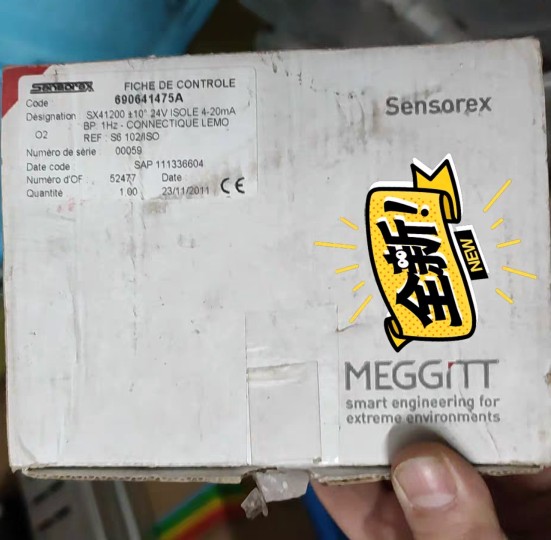 Sensorex
FICHE DE CONTROLE
Code 690641475A
Désignation SX41200 ±10° 24V ISOLE 4-20mA
BP: 1Hz - CONNECTIQUE LEMO
O2 REF : S6 102/ISO
Numéro de série 00059
Date code SAP 111336604
Numéro d'OF 52477 Date
Quantité 1.00 23/11/2011 CE
Sensorex
全新!
NEW
MEGGITT
smart engineering for
extreme environments